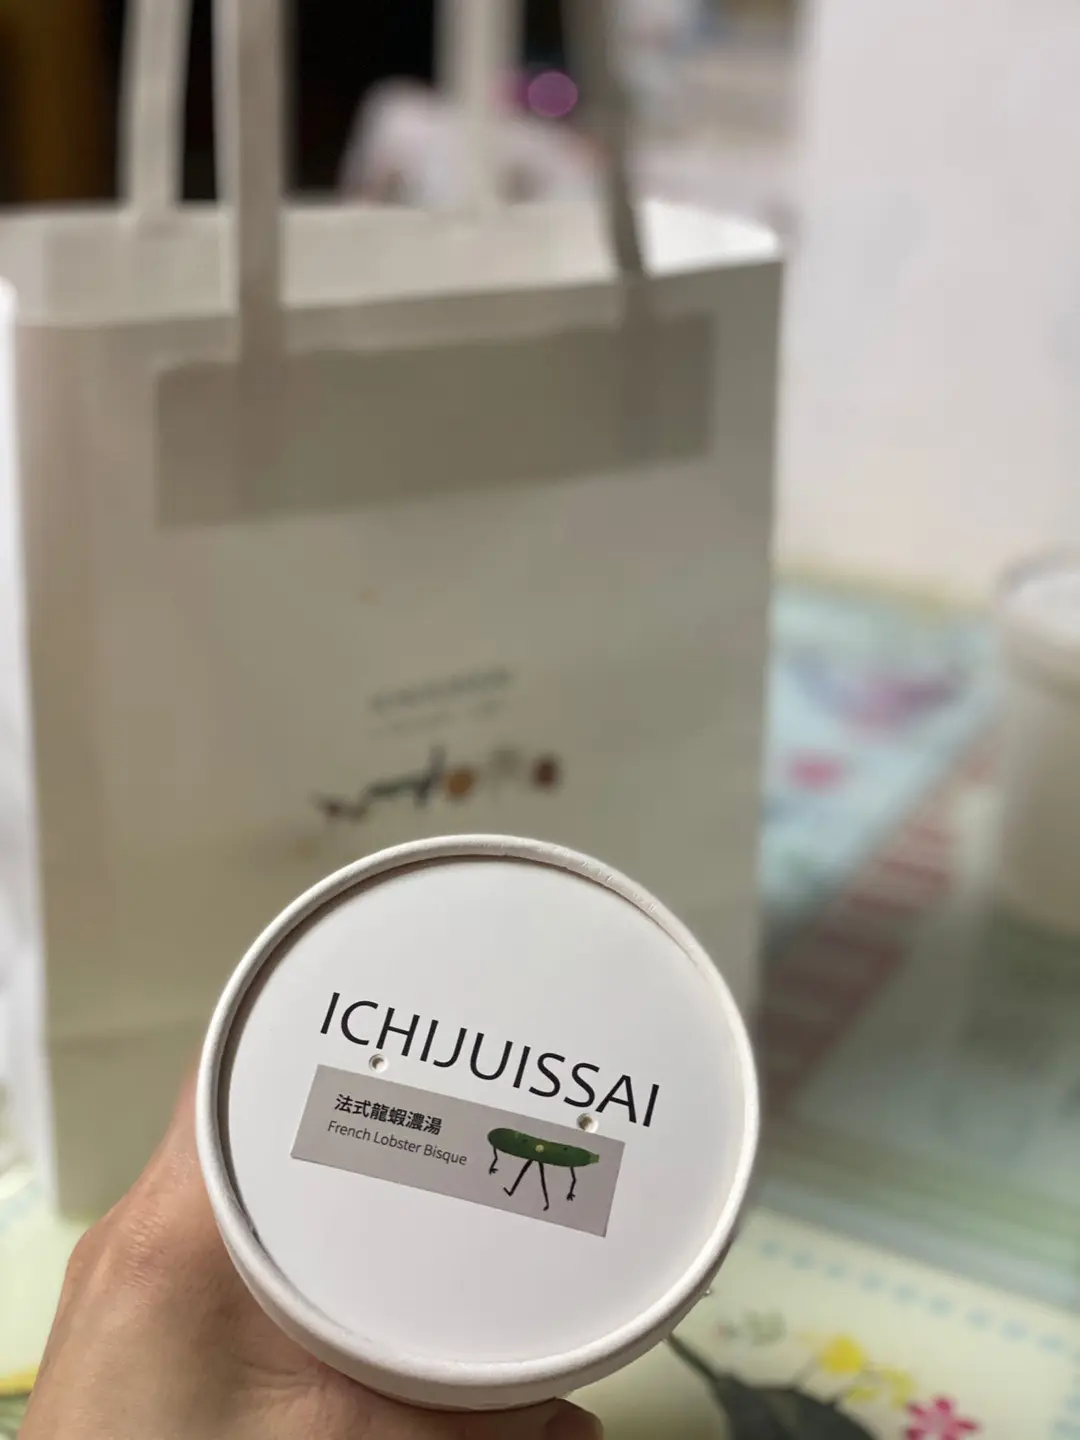 ICHIJUISSAI
法式龍蝦濃湯
French Lobster Bisque